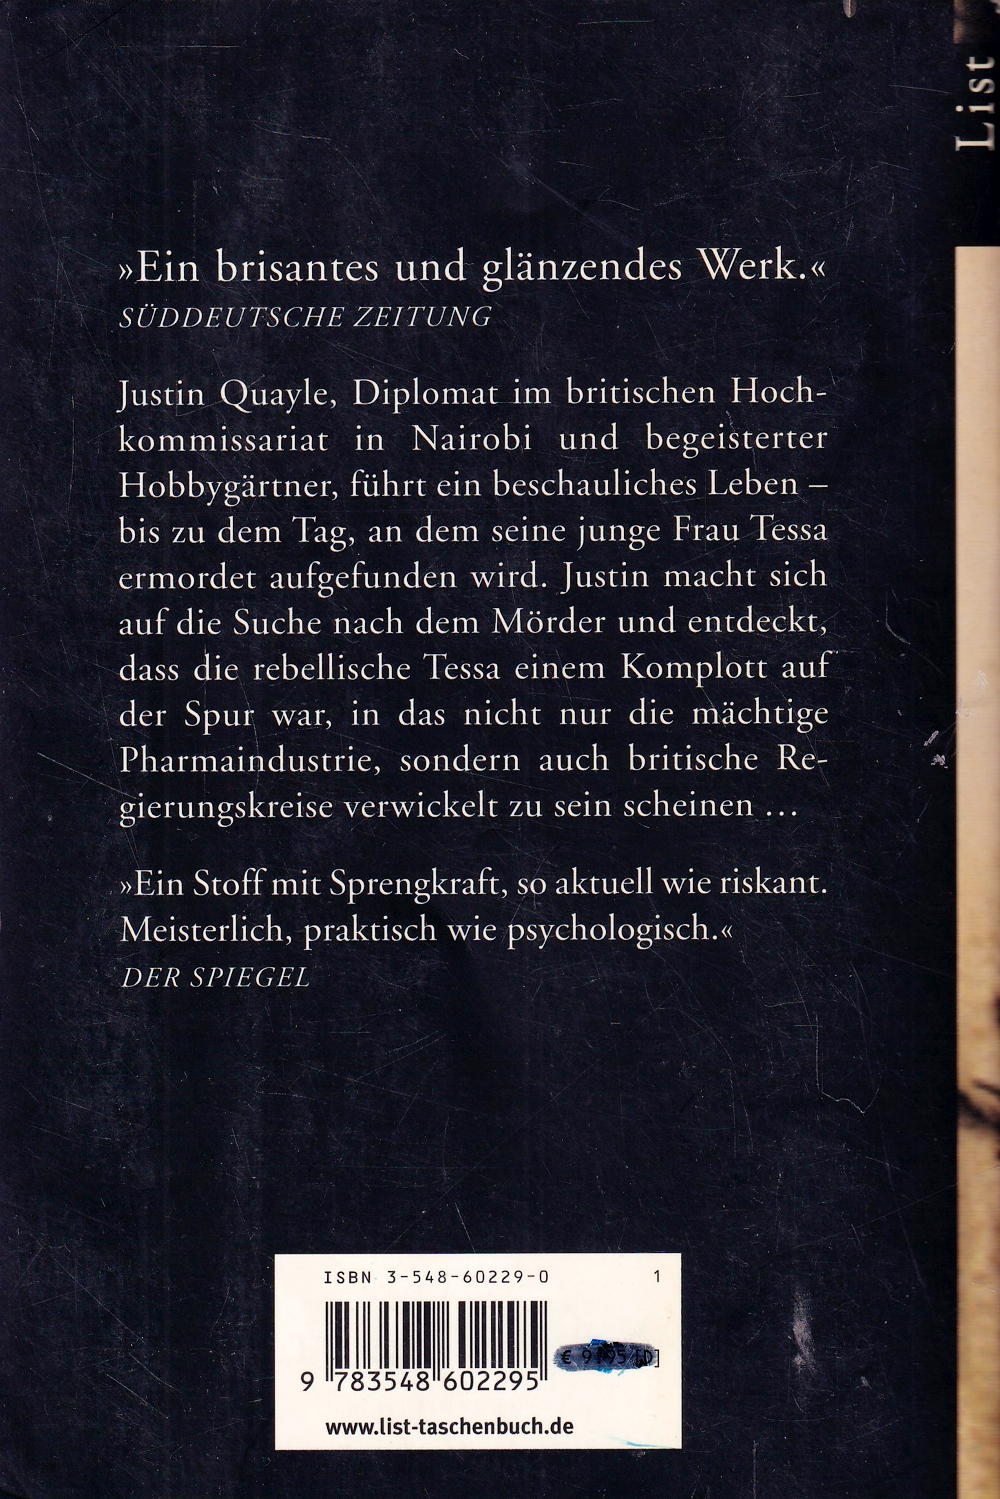 List
»Ein brisantes und glänzendes Werk.«
SÜDDEUTSCHE ZEITUNG
Justin Quayle, Diplomat im britischen Hoch-
kommissariat in Nairobi und begeisterter
Hobbygärtner, führt ein beschauliches Leben –
bis zu dem Tag, an dem seine junge Frau Tessa
ermordet aufgefunden wird. Justin macht sich
auf die Suche nach dem Mörder und entdeckt,
dass die rebellische Tessa einem Komplott auf
der Spur war, in das nicht nur die mächtige
Pharmaindustrie, sondern auch britische Re-
gierungskreise verwickelt zu sein scheinen …
»Ein Stoff mit Sprengkraft, so aktuell wie riskant.
Meisterlich, praktisch wie psychologisch.«
DER SPIEGEL
ISBN 3-548-60229-0 1
€ 9,95 [D]
9 783548 602295
www.list-taschenbuch.de